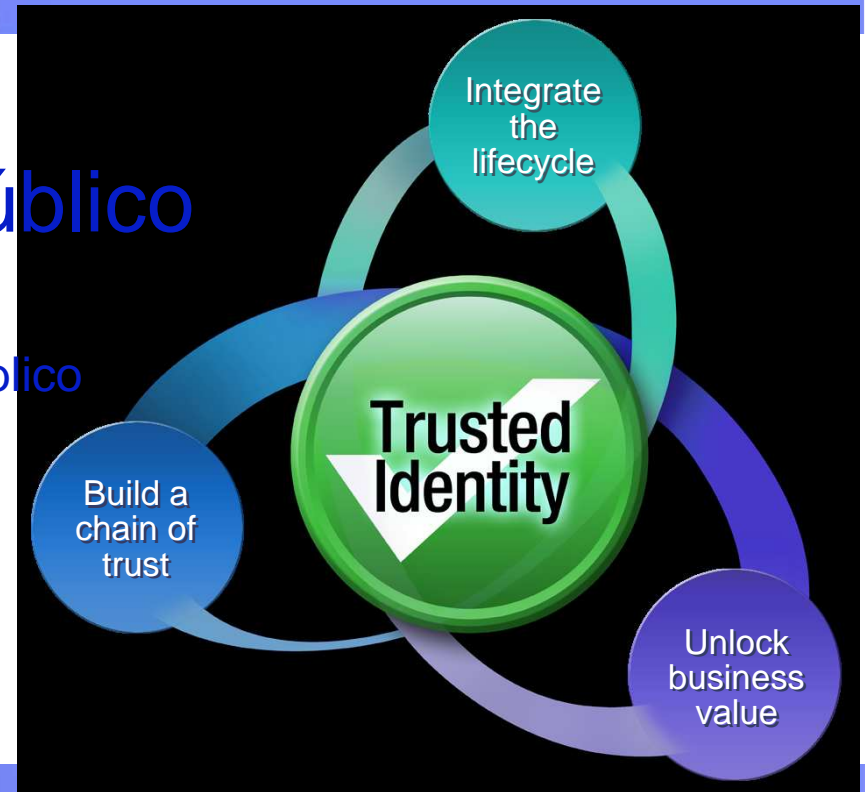 Integrate
the
lifecycle
úblico
blico
Trusted
Identity
Build a
chain of
trust
Unlock
business
value